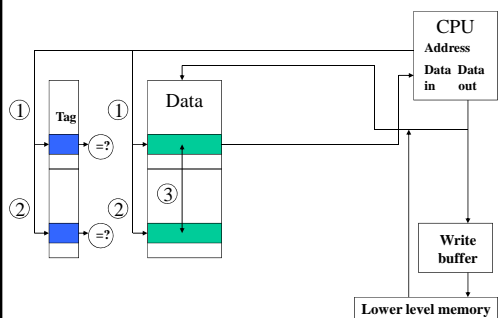 CPU
Address
Data Data
in out
Tag
Data
1
1
=?
2
2
3
=?
Write
buffer
Lower level memory